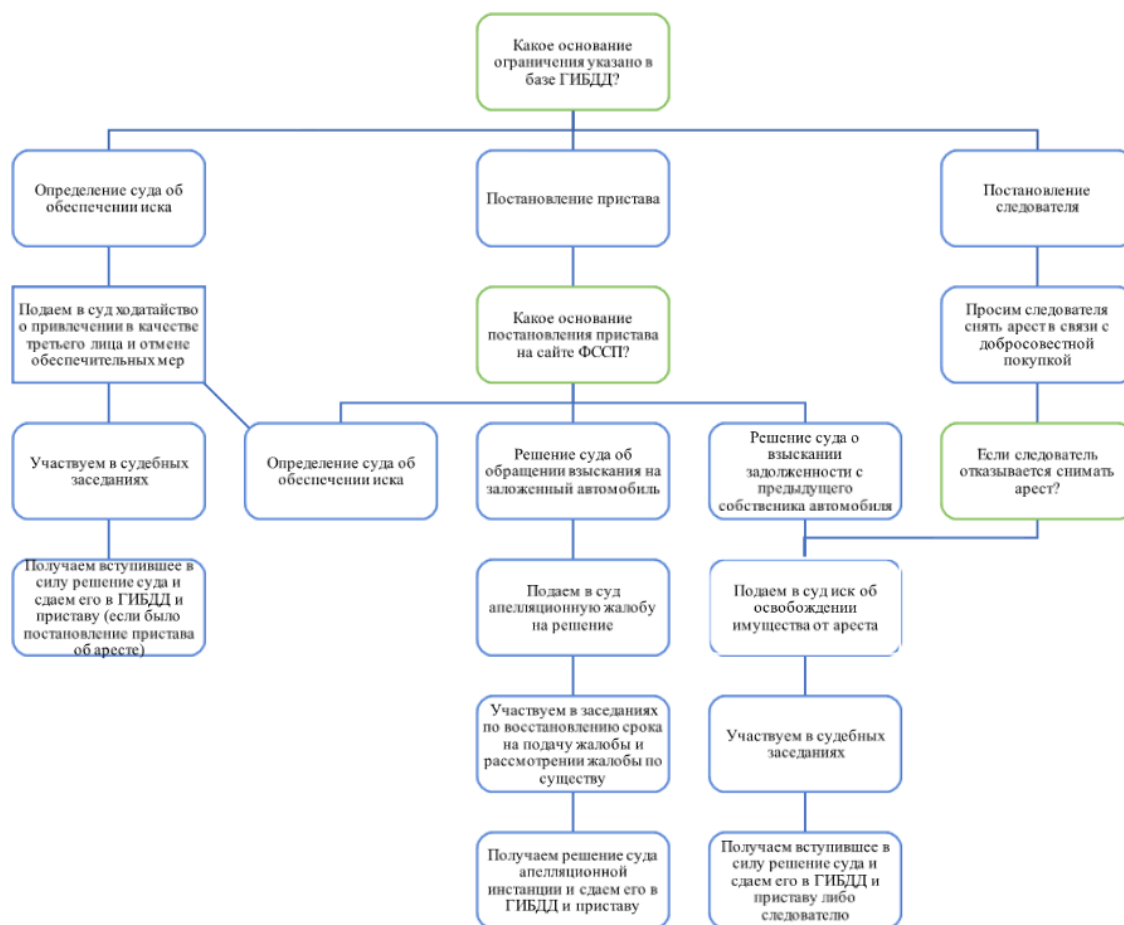 Какое основание
ограничения указано в
базе ГИБДД?
Определение суда об
обеспечении иска
Постановление пристава
Постановление
следователя
Подаем в суд ходатайство
о привлечении в качестве
третьего лица и отмене
обеспечительных мер
Какое основание
постановления пристава
на сайте ФССП?
Просим следователя
снять арест в связи с
добросовестной
покупкой
Участвуем в судебных
заседаниях
Определение суда об
обеспечении иска
Решение суда об
обращении взыскания на
заложенный автомобиль
Решение суда о
взыскании
задолженности с
предыдущего
собственика автомобиля
Если следователь
отказывается снимать
арест?
Получаем вступившее в
силу решение суда и
сдаем его в ГИБДД и
приставу (если было
постановление пристава
об аресте)
Подаем в суд
апелляционную жалобу
на решение
Подаем в суд иск об
освобождении
имущества от ареста
Участвуем в заседаниях
по восстановлению срока
на подачу жалобы и
рассмотрении жалобы по
существу
Участвуем в судебных
заседаниях
Получаем решение суда
апелляционной
инстанции и сдаем его в
ГИБДД и приставу
Получаем вступившее в
силу решение суда и
сдаем его в ГИБДД и
приставу либо
следователю